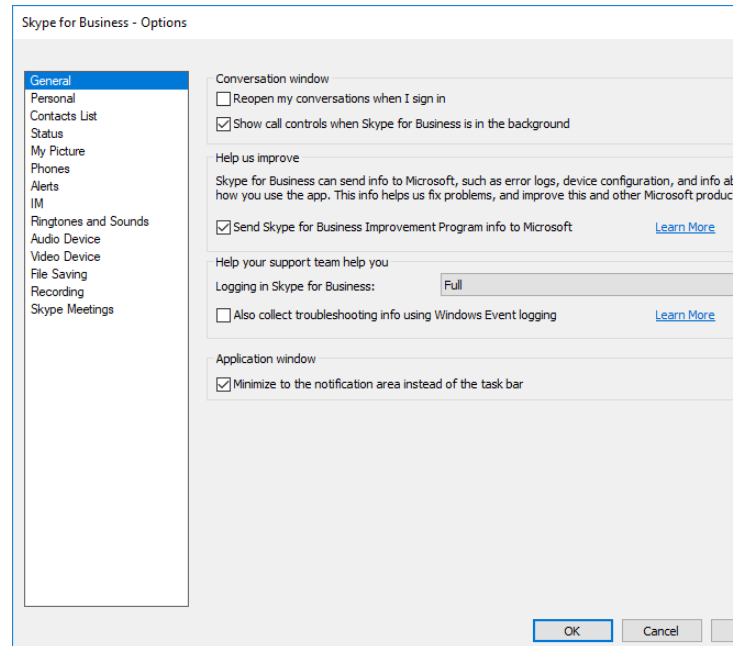 Skype for Business - Options
General
Personal
Contacts List
Status
My Picture
Phones
Alerts
IM
Ringtones and Sounds
Audio Device
Video Device
File Saving
Recording
Skype Meetings
Conversation window
Reopen my conversations when I sign in
Show call controls when Skype for Business is in the background
Help us improve
Skype for Business can send info to Microsoft, such as error logs, device configuration, and info
how you use the app. This info helps us fix problems, and improve this and other Microsoft
Send Skype for Business Improvement Program info to Microsoft Learn More
Help your support team help you
Logging in Skype for Business: Full
Also collect troubleshooting info using Windows Event logging Learn More
Application window
Minimize to the notification area instead of the task bar
OK Cancel